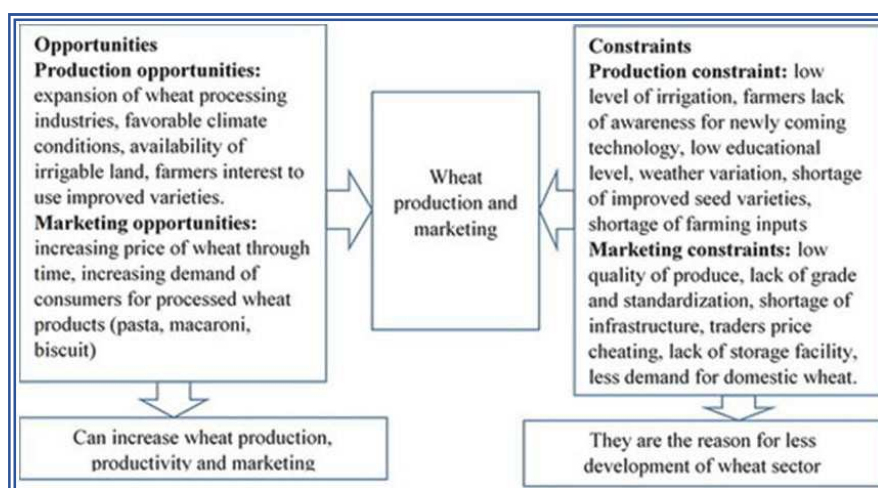 Opportunities
Production opportunities:
expansion of wheat processing
industries, favorable climate
conditions, availability of
irrigable land, farmers interest to
use improved varieties.
Marketing opportunities:
increasing price of wheat through
time, increasing demand of
consumers for processed wheat
products (pasta, macaroni,
biscuit)
Can increase wheat production,
productivity and marketing
Wheat
production and
marketing
Constraints
Production constraint: low
level of irrigation, farmers lack
of awareness for newly coming
technology, low educational
level, weather variation, shortage
of improved seed varieties,
shortage of farming inputs
Marketing constraints: low
quality of produce, lack of grade
and standardization, shortage of
infrastructure, traders price
cheating, lack of storage facility,
less demand for domestic wheat.
They are the reason for less
development of wheat sector